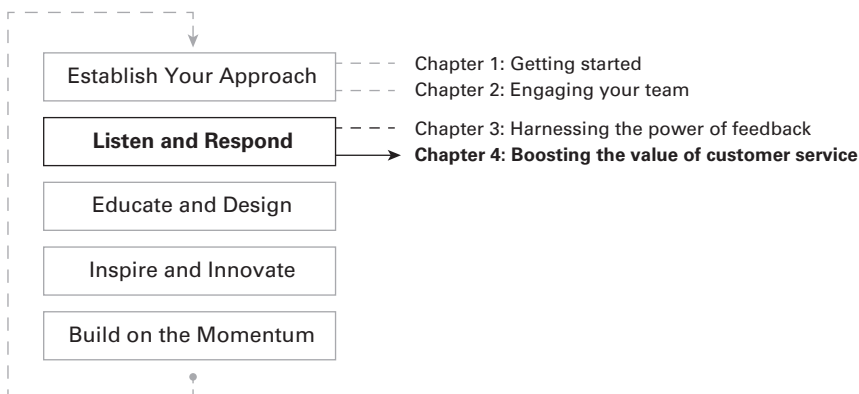 Establish Your Approach
Chapter 1: Getting started
Chapter 2: Engaging your team
Listen and Respond
Chapter 3: Harnessing the power of feedback
Chapter 4: Boosting the value of customer service
Educate and Design
Inspire and Innovate
Build on the Momentum